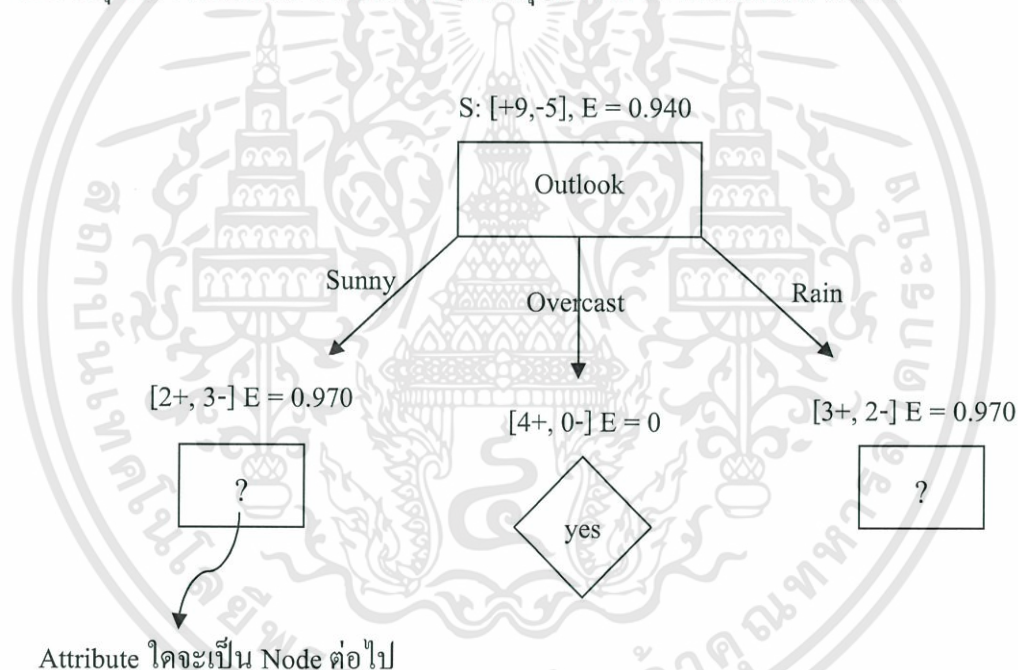 S: [+9,-5], E = 0.940
Outlook
Sunny
Overcast
Rain
[2+, 3-] E = 0.970
[4+, 0-] E = 0
[3+, 2-] E = 0.970
?
yes
?
Attribute ใดจะเป็น Node ต่อไป